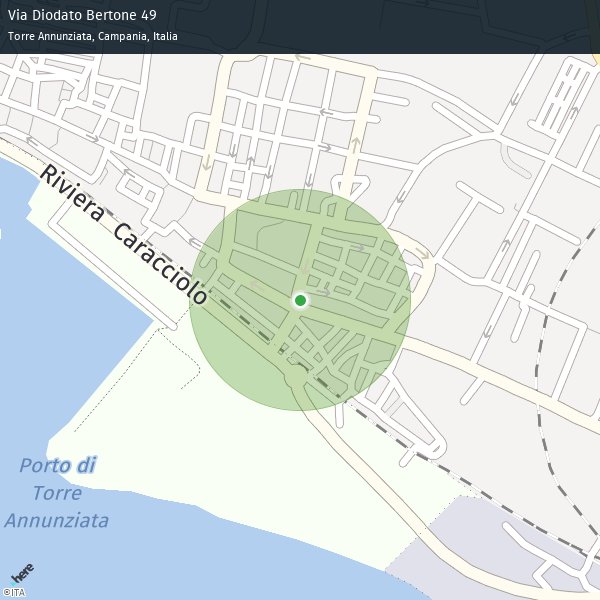 Via Diodato Bertone 49
Torre Annunziata, Campania, Italia
Riviera Caracciolo
Porto di
Torre
Annunziata
here
©ITA